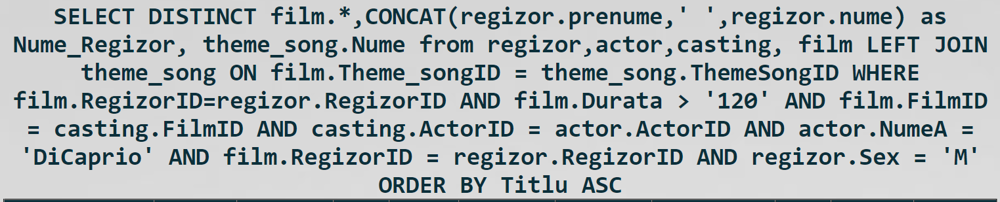 SELECT DISTINCT film.*,CONCAT(regizor.prenume,' ',regizor.nume) as
Nume_Regizor, theme_song.Nume from regizor,actor,casting, film LEFT JOIN
theme_song ON film.Theme_songID = theme_song.ThemeSongID WHERE
film.RegizorID=regizor.RegizorID AND film.Durata > '120' AND film.FilmID
= casting.FilmID AND casting.ActorID = actor.ActorID AND actor.NumeA =
'DiCaprio' AND film.RegizorID = regizor.RegizorID AND regizor.Sex = 'M'
ORDER BY Titlu ASC